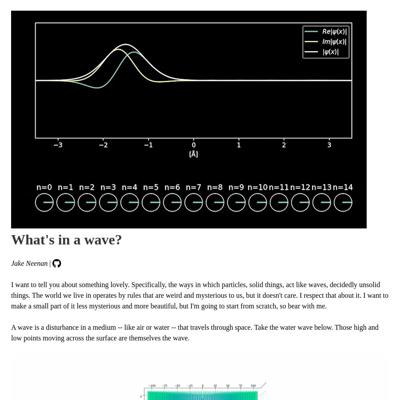 Re|ψ(x)|
Im|ψ(x)|
|ψ(x)|
−3 −2 −1 0 1 2 3
[Å]
n=0 n=1 n=2 n=3 n=4 n=5 n=6 n=7 n=8 n=9 n=10 n=11 n=12 n=13 n=14
What's in a wave?
Jake Neenan |
I want to tell you about something lovely. Specifically, the ways in which particles, solid things, act like waves, decidedly unsolid
things. The world we live in operates by rules that are weird and mysterious to us, but it doesn't care. I respect that about it. I want to
make a small part of it less mysterious and more beautiful, but I'm going to start from scratch, so bear with me.
A wave is a disturbance in a medium -- like air or water -- that travels through space. Take the water wave below. Those high and
low points moving across the surface are themselves the wave.